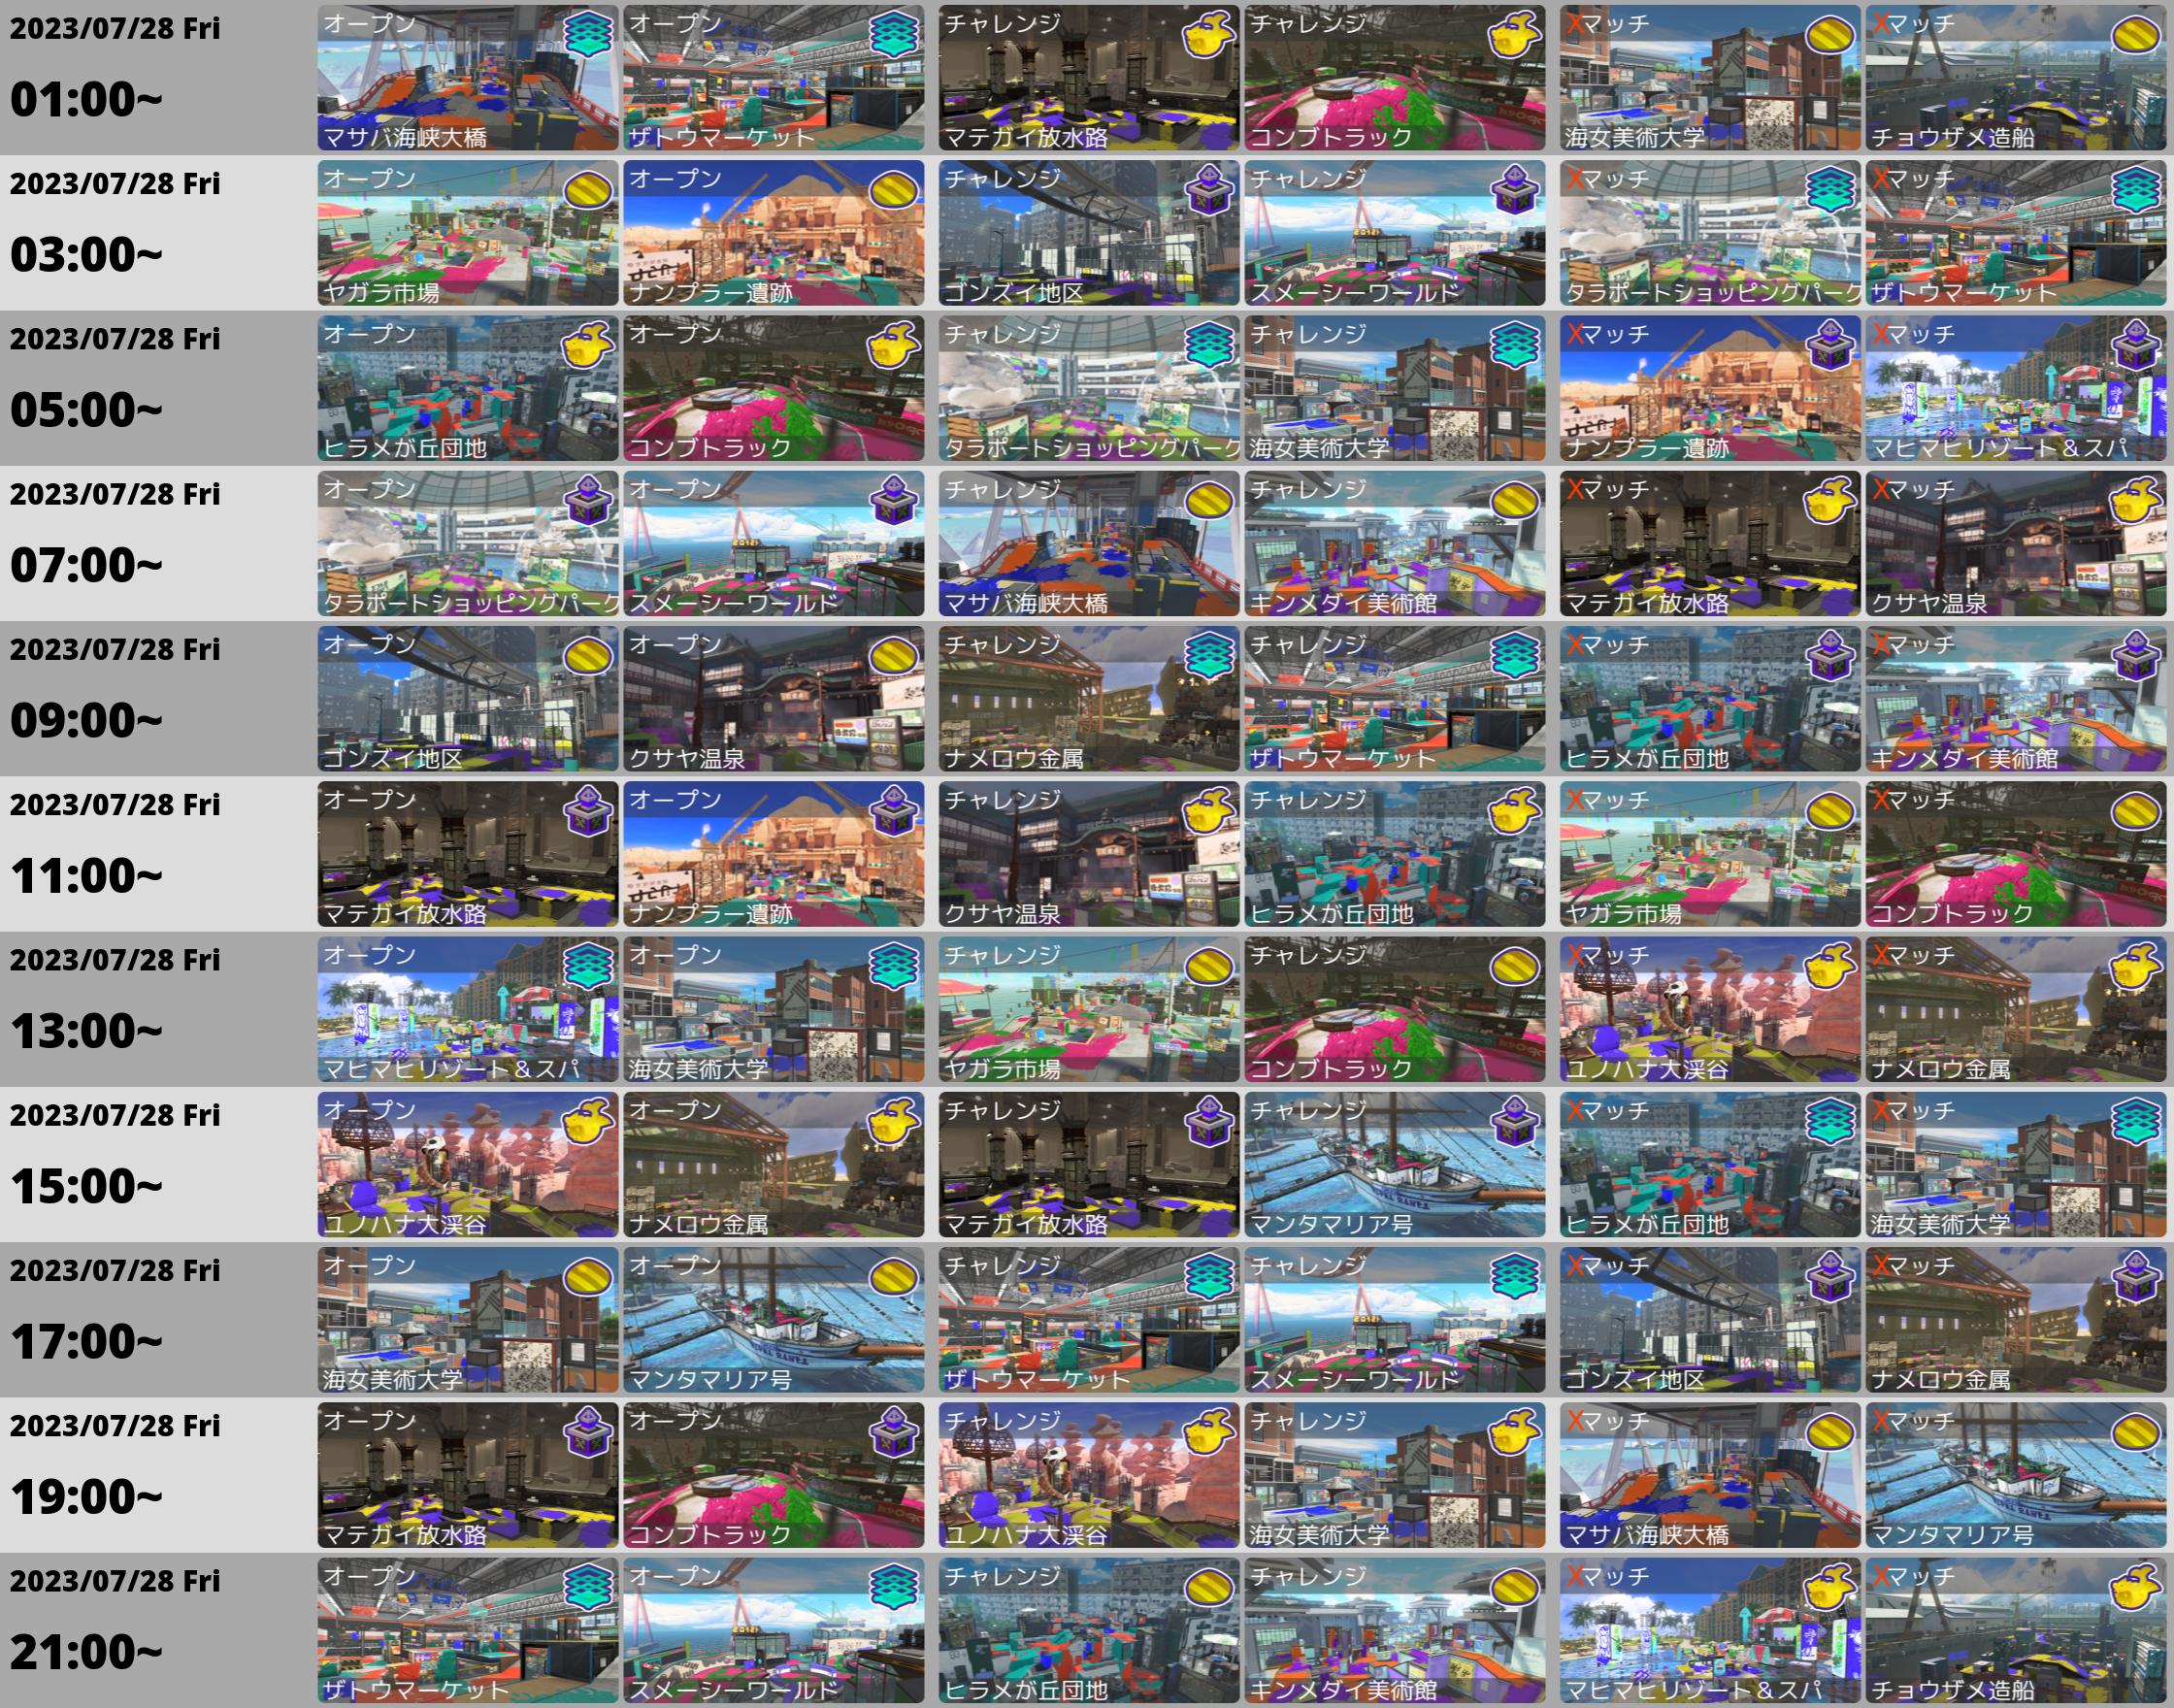 2023/07/28 Fri
01:00~
オープン
マサバ海峡大橋
オープン
ザトウマーケット
チャレンジ
マテガイ放水路
チャレンジ
コンブトラック
Xマッチ
海女美術大学
Xマッチ
チョウザメ造船
2023/07/28 Fri
03:00~
オープン
ヤガラ市場
オープン
ナンプラー遺跡
チャレンジ
ゴンズイ地区
チャレンジ
スメーシーワールド
Xマッチ
タラポートショッピングパーク
Xマッチ
ザトウマーケット
2023/07/28 Fri
05:00~
オープン
ヒラメが丘団地
オープン
コンブトラック
チャレンジ
タラポートショッピングパーク
チャレンジ
海女美術大学
Xマッチ
ナンプラー遺跡
Xマッチ
マヒマヒリゾート＆スパ
2023/07/28 Fri
07:00~
オープン
タラポートショッピングパーク
オープン
スメーシーワールド
チャレンジ
マサバ海峡大橋
チャレンジ
キンメダイ美術館
Xマッチ
マテガイ放水路
Xマッチ
クサヤ温泉
2023/07/28 Fri
09:00~
オープン
ゴンズイ地区
オープン
クサヤ温泉
チャレンジ
ナメロウ金属
チャレンジ
ザトウマーケット
Xマッチ
ヒラメが丘団地
Xマッチ
キンメダイ美術館
2023/07/28 Fri
11:00~
オープン
マテガイ放水路
オープン
ナンプラー遺跡
チャレンジ
クサヤ温泉
チャレンジ
ヒラメが丘団地
Xマッチ
ヤガラ市場
Xマッチ
コンブトラック
2023/07/28 Fri
13:00~
オープン
マヒマヒリゾート＆スパ
オープン
海女美術大学
チャレンジ
ヤガラ市場
チャレンジ
コンブトラック
Xマッチ
ユノハナ大渓谷
Xマッチ
ナメロウ金属
2023/07/28 Fri
15:00~
オープン
ユノハナ大渓谷
オープン
ナメロウ金属
チャレンジ
マテガイ放水路
チャレンジ
マンタマリア号
Xマッチ
ヒラメが丘団地
Xマッチ
海女美術大学
2023/07/28 Fri
17:00~
オープン
海女美術大学
オープン
マンタマリア号
チャレンジ
ザトウマーケット
チャレンジ
スメーシーワールド
Xマッチ
ゴンズイ地区
Xマッチ
ナメロウ金属
2023/07/28 Fri
19:00~
オープン
マテガイ放水路
オープン
コンブトラック
チャレンジ
ユノハナ大渓谷
チャレンジ
海女美術大学
Xマッチ
マサバ海峡大橋
Xマッチ
マンタマリア号
2023/07/28 Fri
21:00~
オープン
ザトウマーケット
オープン
スメーシーワールド
チャレンジ
ヒラメが丘団地
チャレンジ
キンメダイ美術館
Xマッチ
マヒマヒリゾート＆スパ
Xマッチ
チョウザメ造船